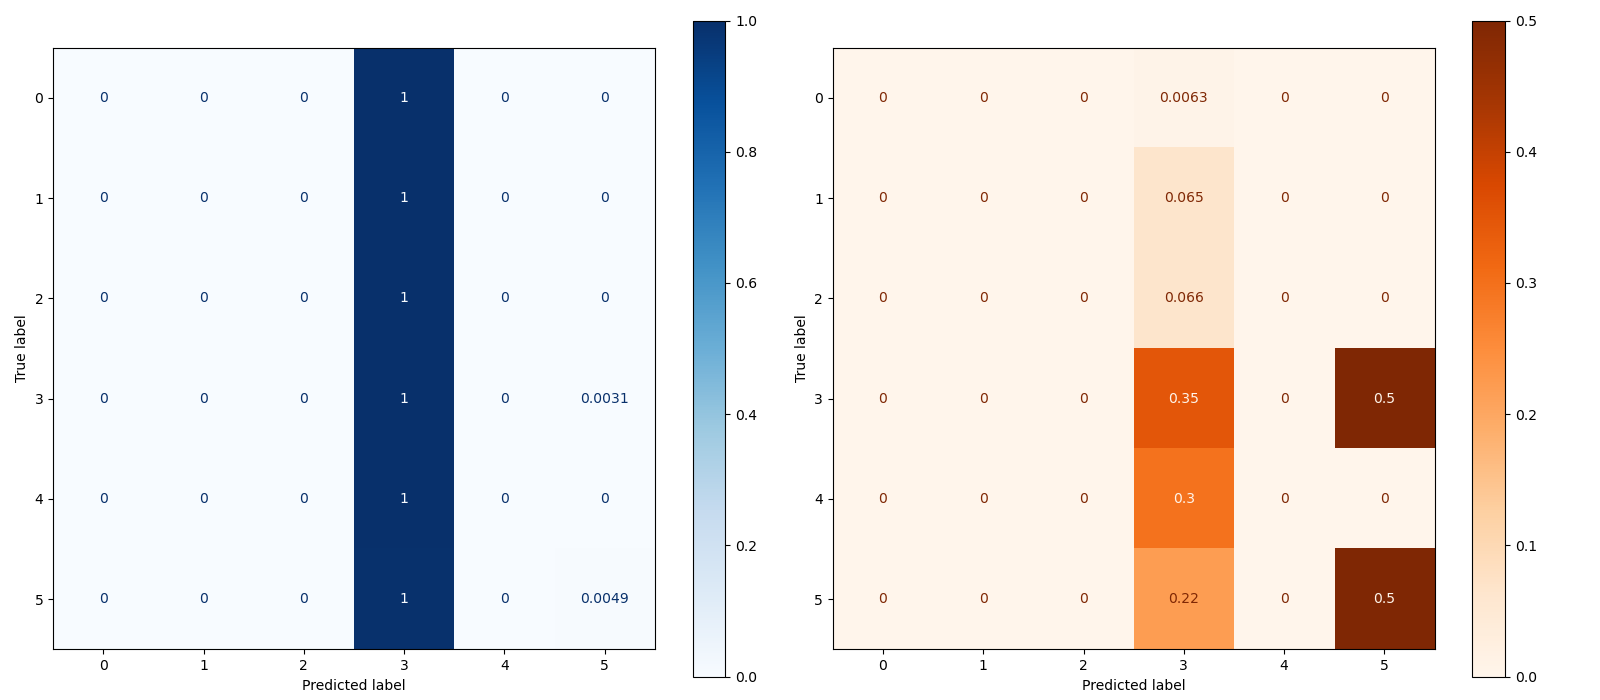 1.0
0.8
0.6
0.4
0.2
0.0
0 0 0 0 1 0 0
1 0 0 0 1 0 0
2 0 0 0 1 0 0
3 0 0 0 1 0 0.0031
4 0 0 0 1 0 0
5 0 0 0 1 0 0.0049
0 1 2 3 4 5
True label
Predicted label
0.5
0.4
0.3
0.2
0.1
0.0
0 0 0 0 0.0063 0 0
1 0 0 0 0.065 0 0
2 0 0 0 0.066 0 0
3 0 0 0 0.35 0 0.5
4 0 0 0 0.3 0 0
5 0 0 0 0.22 0 0.5
0 1 2 3 4 5
True label
Predicted label